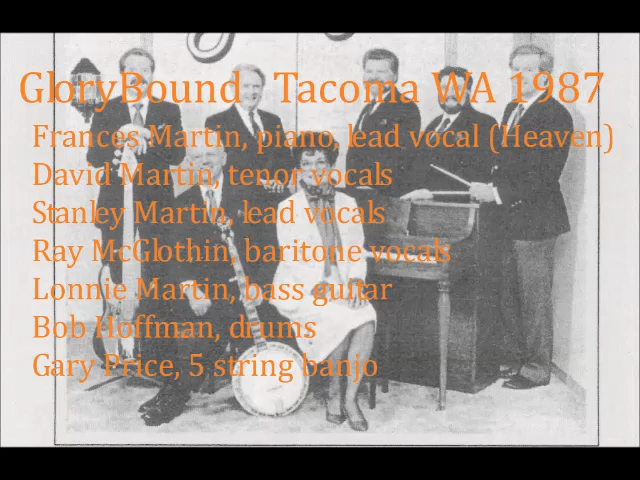 GloryBound   Tacoma WA 1987
Frances Martin, piano, lead vocal (Heaven)
David Martin, tenor vocals
Stanley Martin, lead vocals
Ray McGlothin, baritone vocals
Lonnie Martin, bass guitar
Bob Hoffman, drums
Gary Price, 5 string banjo